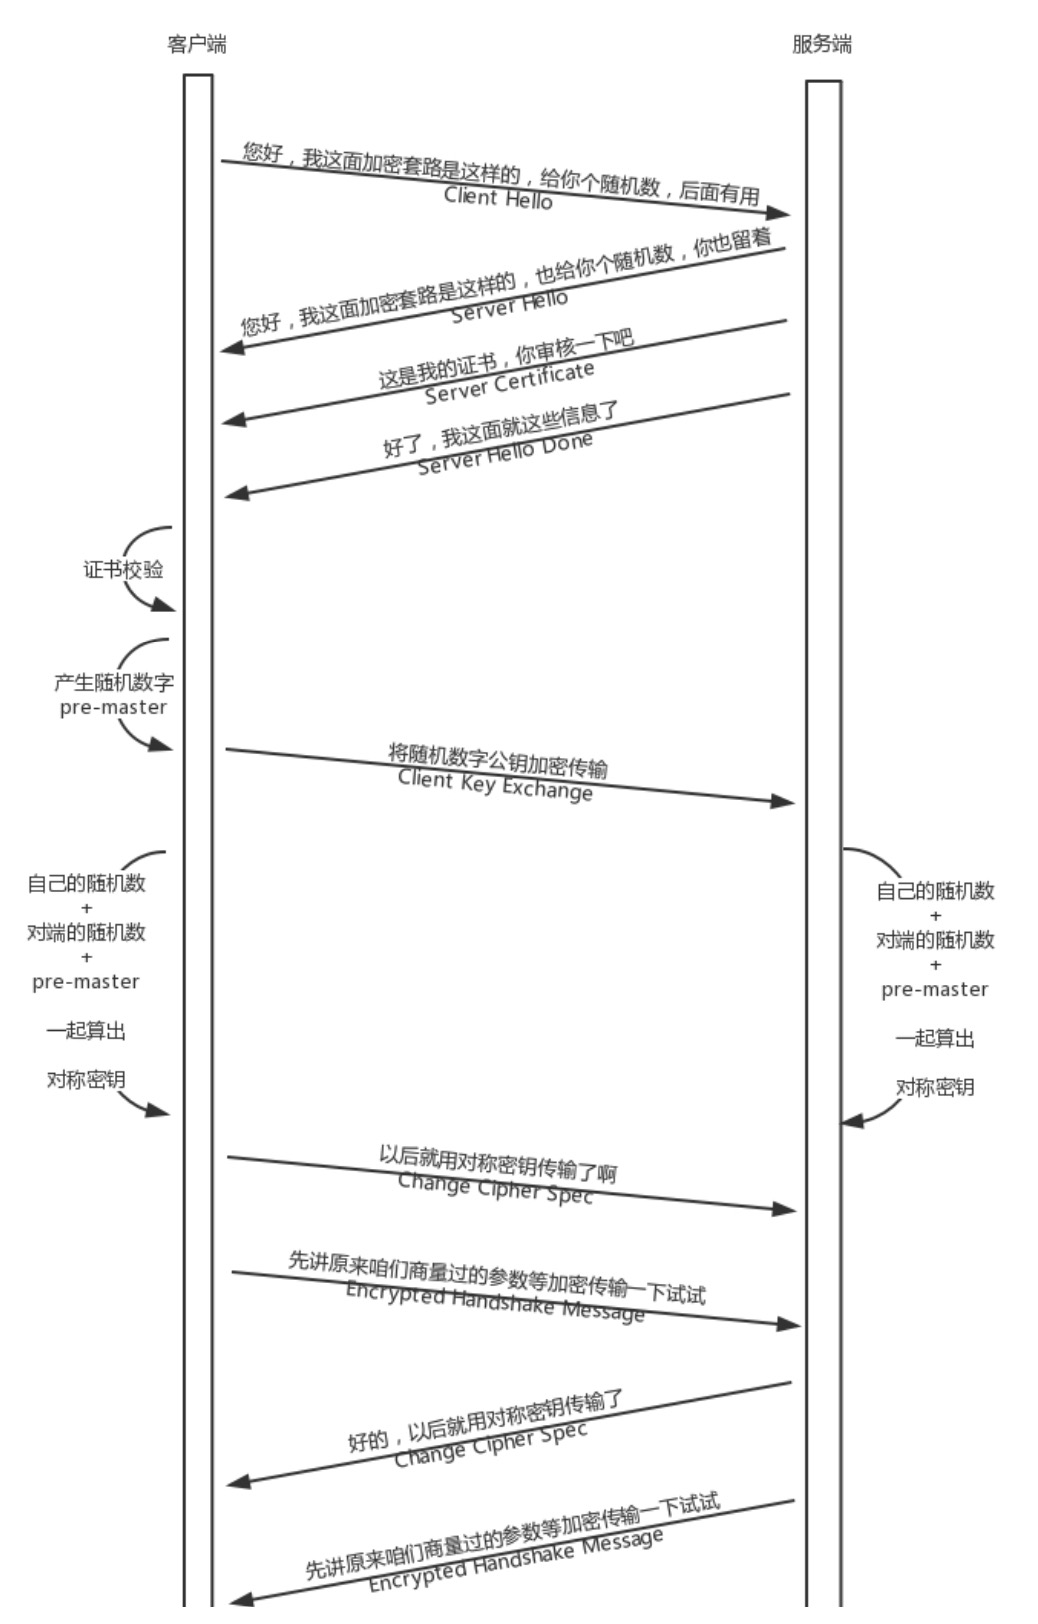 客户端
服务端
您好，我这面加密套路是这样的，给你个随机数，后面有用
Client Hello
您好，我这面加密套路是这样的，也给你个随机数，你也留着
Server Hello
这是我的证书，你审核一下吧
Server Certificate
好了，我这面就这些信息了
Server Hello Done
证书校验
产生随机数字
pre-master
将随机数字公钥加密传输
Client Key Exchange
自己的随机数
+
对端的随机数
+
pre-master
一起算出
对称密钥
自己的随机数
+
对端的随机数
+
pre-master
一起算出
对称密钥
以后就用对称密钥传输了啊
Change Cipher Spec
先讲原来咱们商量过的参数等加密传输一下试试
Encrypted Handshake Message
好的，以后就用对称密钥传输了
Change Cipher Spec
先讲原来咱们商量过的参数等加密传输一下试试
Encrypted Handshake Message